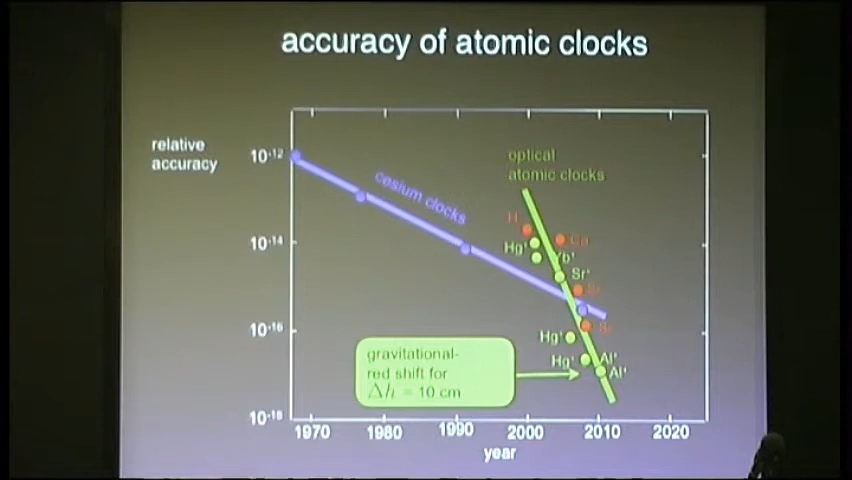 accuracy of atomic clocks
relative
accuracy
10⁻¹²
10⁻¹⁴
10⁻¹⁶
10⁻¹⁸
cesium clocks
optical
atomic clocks
H
Ca
Hg⁺
Yb⁺
Sr⁺
Sr
Sr
Hg⁺
Hg⁺
Al⁺
Al⁺
gravitational-
red shift for
Δh = 10 cm
1970
1980
1990
2000
2010
2020
year